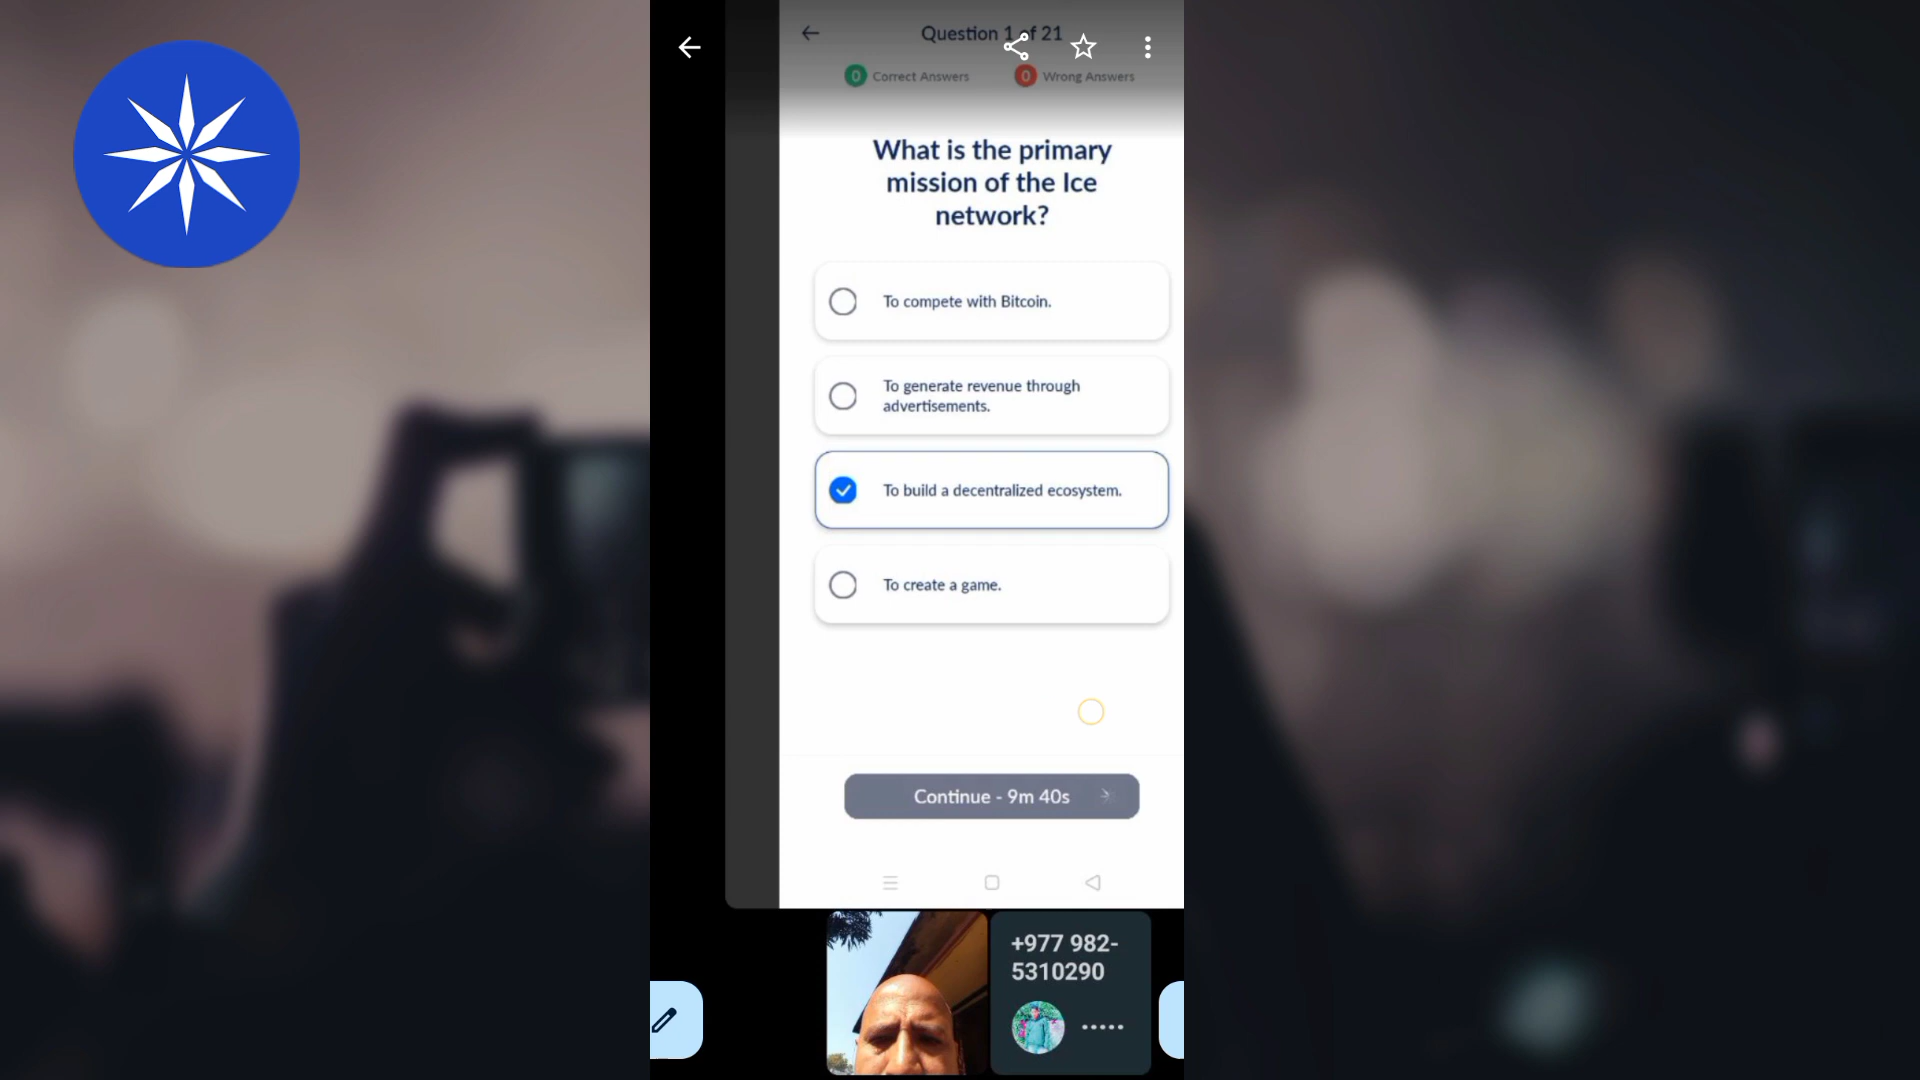 Question 1 of 21
0 Correct Answers
0 Wrong Answers
What is the primary
mission of the Ice
network?
To compete with Bitcoin.
To generate revenue through
advertisements.
To build a decentralized ecosystem.
To create a game.
Continue - 9m 40s
+977 982-
5310290